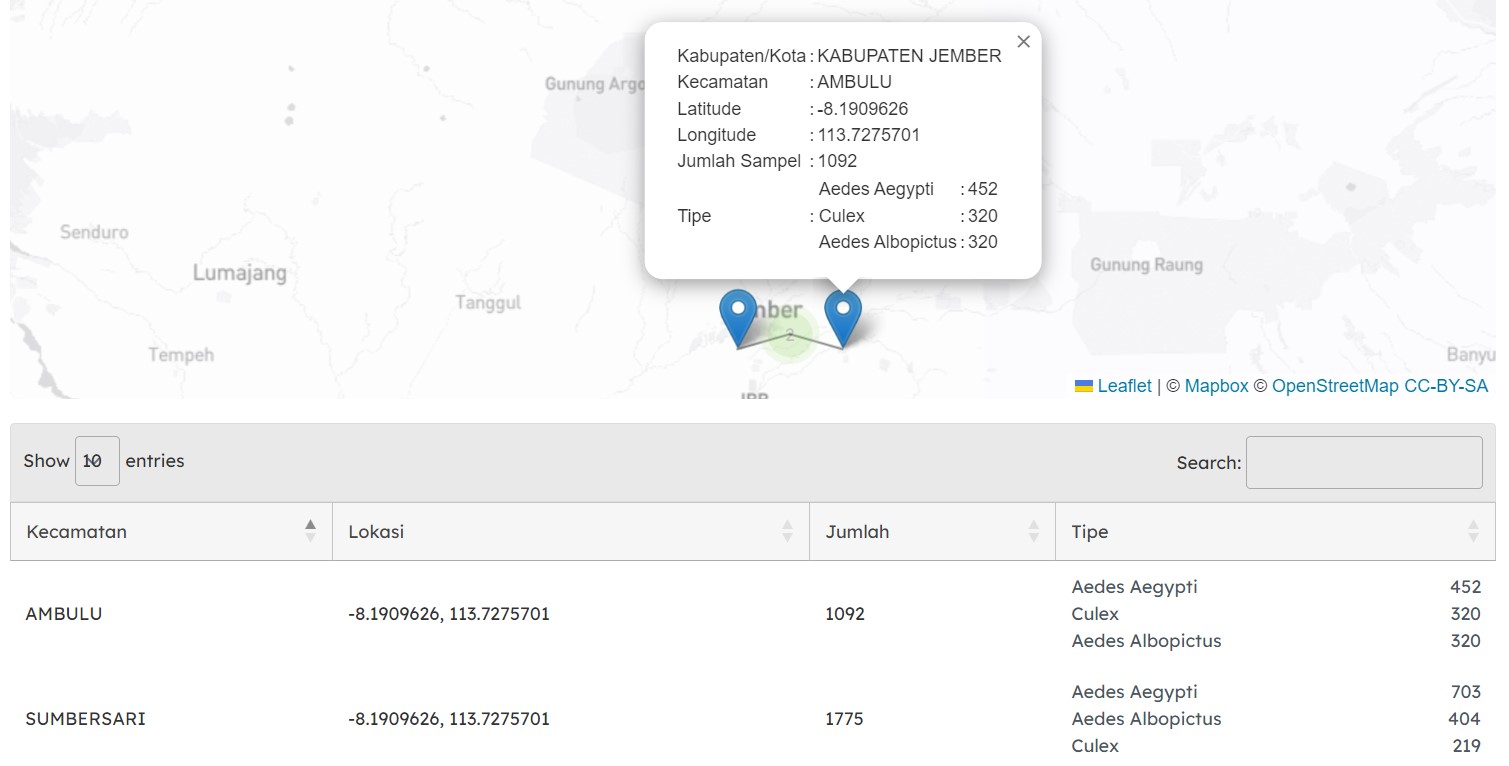 Kabupaten/Kota : KABUPATEN JEMBER
Kecamatan : AMBULU
Latitude : -8.1909626
Longitude : 113.7275701
Jumlah Sampel : 1092
Aedes Aegypti : 452
Tipe : Culex : 320
Aedes Albopictus : 320
Gunung Argo
Senduro
Lumajang
Gunung Raung
Tanggul
mber
2
Tempeh
Banyu
Leaflet | © Mapbox © OpenStreetMap CC-BY-SA
Show 10 entries
Search:
Kecamatan Lokasi Jumlah Tipe
Aedes Aegypti 452
AMBULU -8.1909626, 113.7275701 1092 Culex 320
Aedes Albopictus 320
Aedes Aegypti 703
SUMBERSARI -8.1909626, 113.7275701 1775 Aedes Albopictus 404
Culex 219